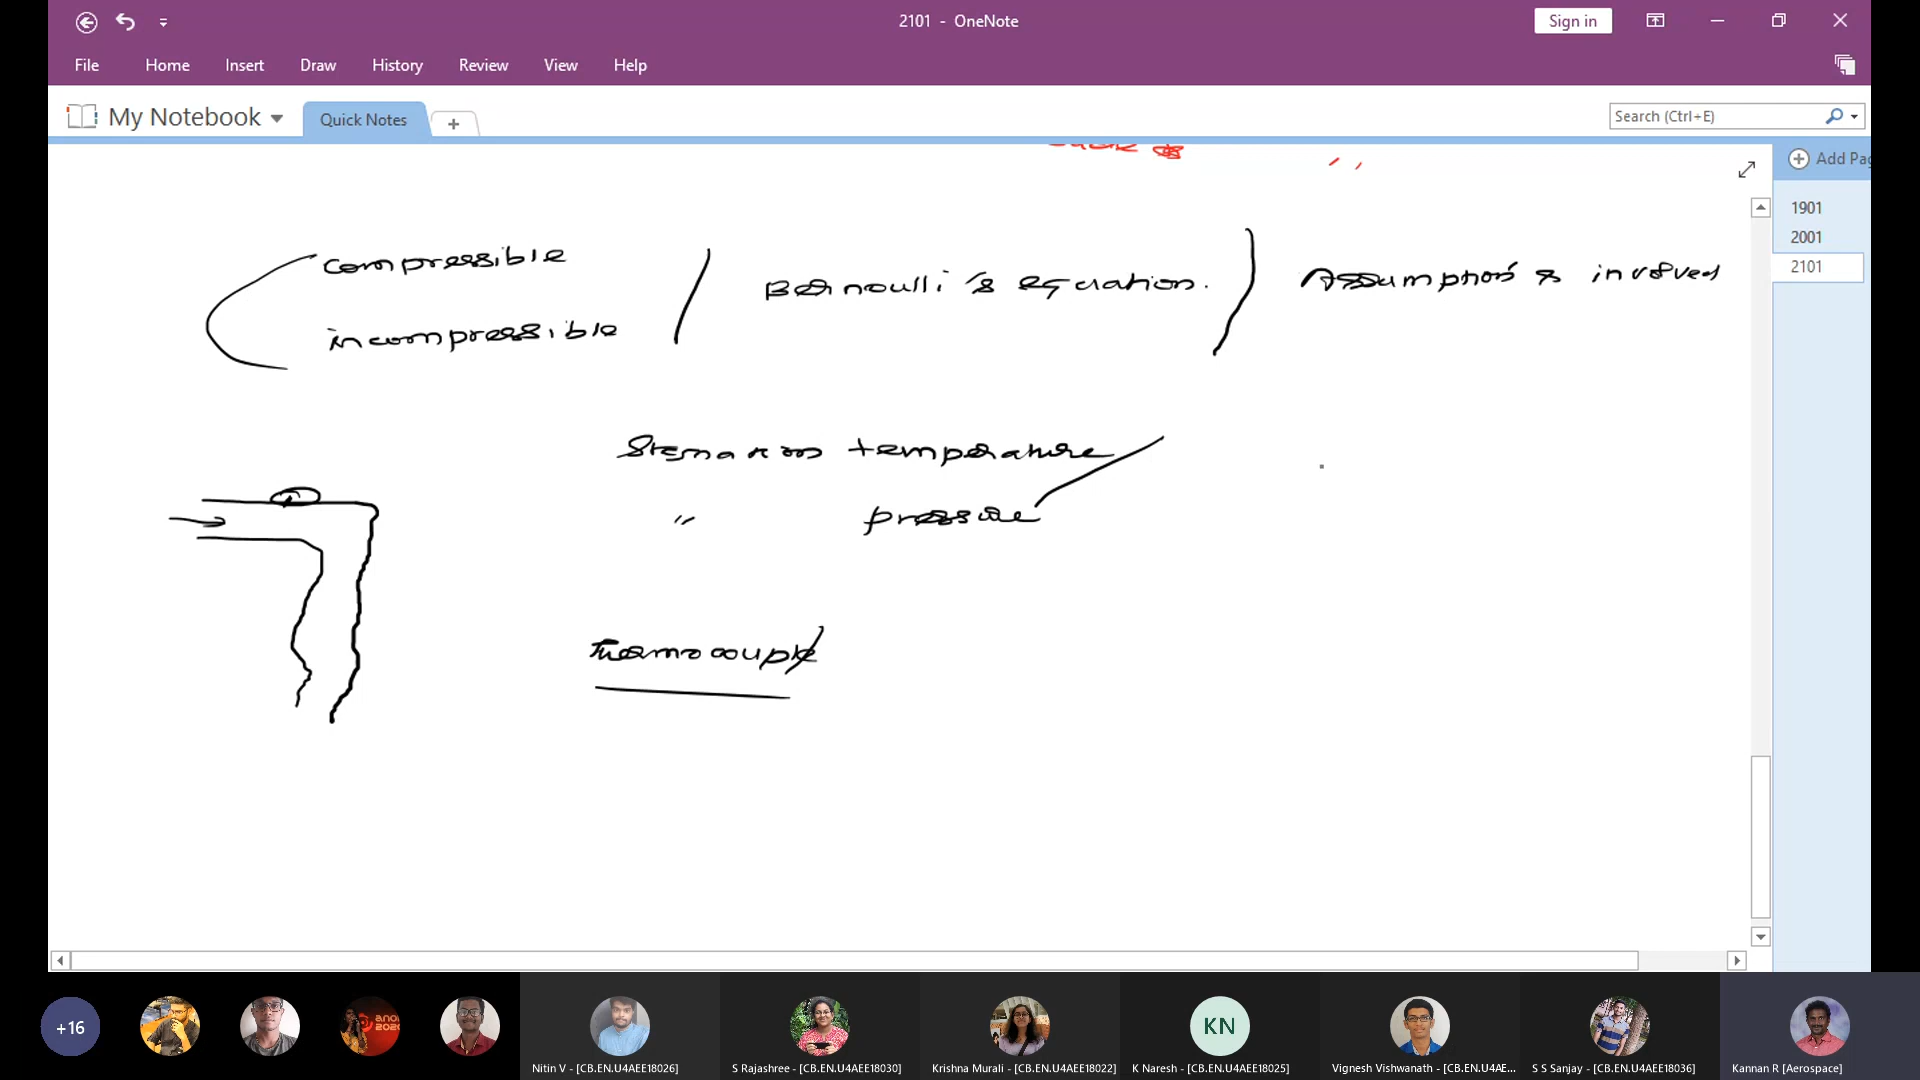 2101 - OneNote
Sign in
File Home Insert Draw History Review View Help
My Notebook
Quick Notes
Search (Ctrl+E)
Add Pag
1901
2001
2101
compressible
incompressible
Bernoulli's equation.
Assumption's involved
temperature
" pressure
thermocouple
+16
KN
Nitin V - [CB.EN.U4AEE18026]
S Rajashree - [CB.EN.U4AEE18030]
Krishna Murali - [CB.EN.U4AEE18022]
K Naresh - [CB.EN.U4AEE18025]
Vignesh Vishwanath - [CB.EN.U4AE...
S S Sanjay - [CB.EN.U4AEE18036]
Kannan R [Aerospace]